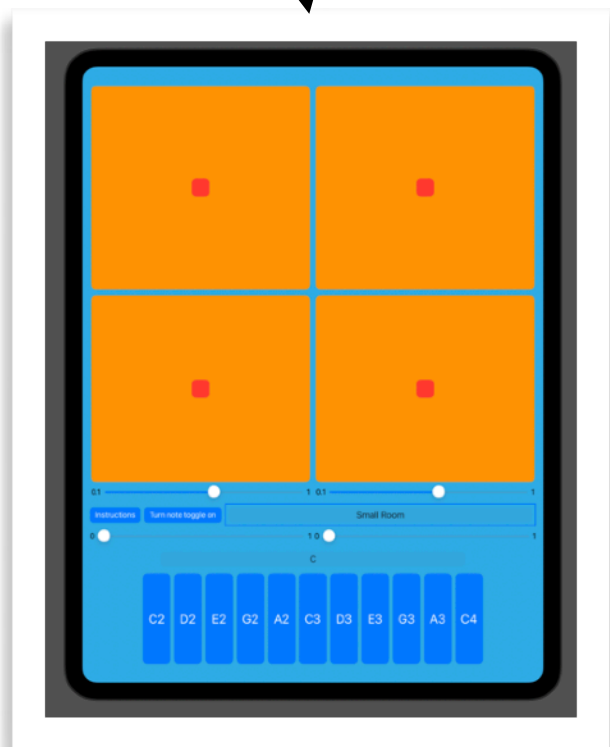 0.1 1 0.1 1
Instructions Turn note toggle on Small Room
0 1 0 1
C
C2 D2 E2 G2 A2 C3 D3 E3 G3 A3 C4